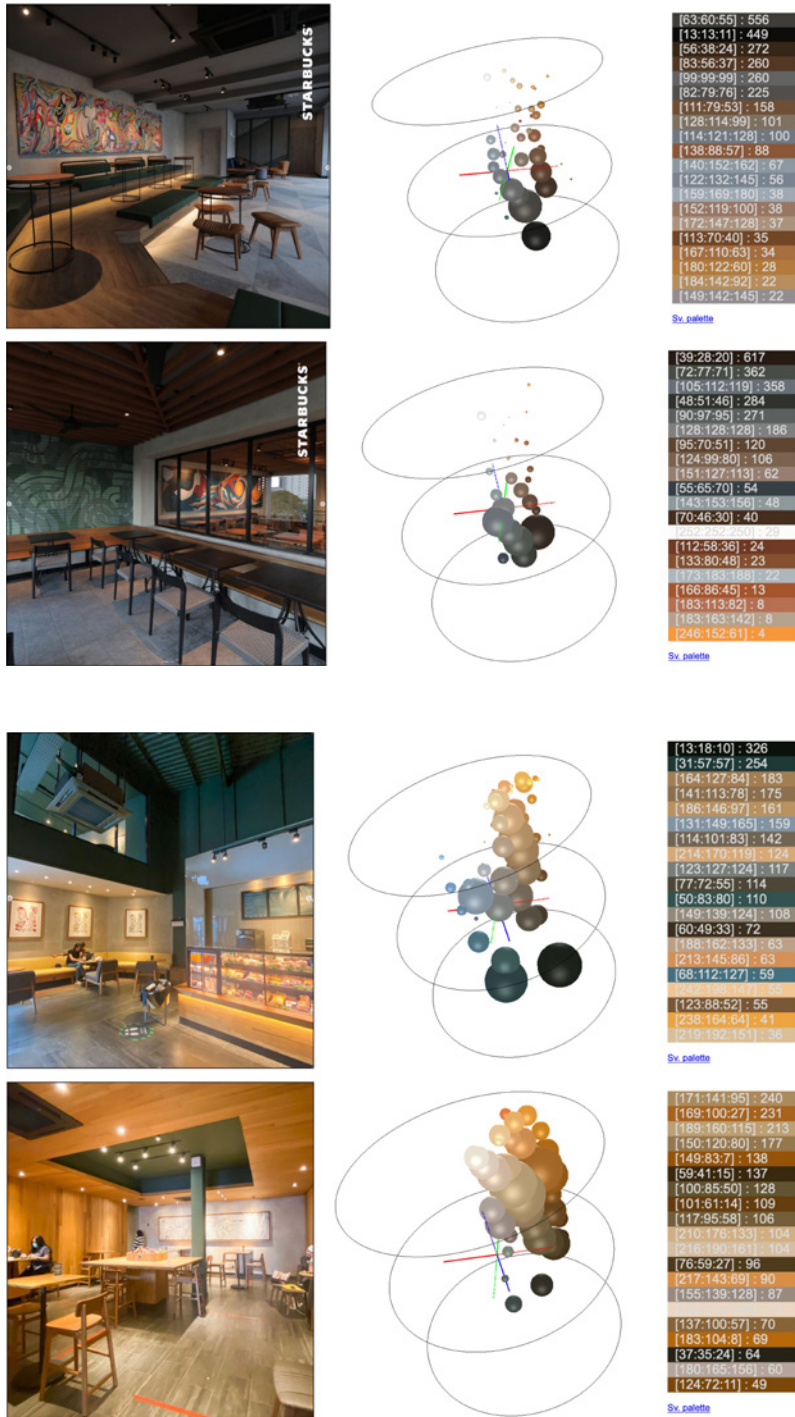 STARBUCKS
[63:60:55] : 556
[13:13:11] : 449
[56:38:24] : 272
[83:56:37] : 260
[99:99:99] : 260
[82:79:76] : 225
[111:79:53] : 158
[128:114:99] : 101
[114:121:128] : 100
[138:88:57] : 88
[140:152:162] : 67
[122:132:145] : 56
[159:169:180] : 38
[152:119:100] : 38
[172:147:128] : 37
[113:70:40] : 35
[167:110:63] : 34
[180:122:60] : 28
[184:142:92] : 22
[149:142:145] : 22
Sv. palette
STARBUCKS
[39:28:20] : 617
[72:77:71] : 362
[105:112:119] : 358
[48:51:46] : 284
[90:97:95] : 271
[128:128:128] : 186
[95:70:51] : 120
[124:99:80] : 106
[151:127:113] : 62
[55:65:70] : 54
[143:153:156] : 48
[70:46:30] : 40
[252:252:250] : 29
[112:58:36] : 24
[133:80:48] : 23
[173:183:188] : 22
[166:86:45] : 13
[183:113:82] : 8
[183:163:142] : 8
[246:152:61] : 4
Sv. palette
[13:18:10] : 326
[31:57:57] : 254
[164:127:84] : 183
[141:113:78] : 175
[186:146:97] : 161
[131:149:165] : 159
[114:101:83] : 142
[214:170:119] : 124
[123:127:124] : 117
[77:72:55] : 114
[50:83:80] : 110
[149:139:124] : 108
[60:49:33] : 72
[188:162:133] : 63
[213:145:86] : 63
[68:112:127] : 59
[242:198:147] : 55
[123:88:52] : 55
[238:164:64] : 41
[219:192:151] : 36
Sv. palette
[171:141:95] : 240
[169:100:27] : 231
[189:160:115] : 213
[150:120:80] : 177
[149:83:7] : 138
[59:41:15] : 137
[100:85:50] : 128
[101:61:14] : 109
[117:95:58] : 106
[210:176:133] : 104
[216:190:161] : 104
[76:59:27] : 96
[217:143:69] : 90
[155:139:128] : 87
[137:100:57] : 70
[183:104:8] : 69
[37:35:24] : 64
[180:165:156] : 60
[124:72:11] : 49
Sv. palette